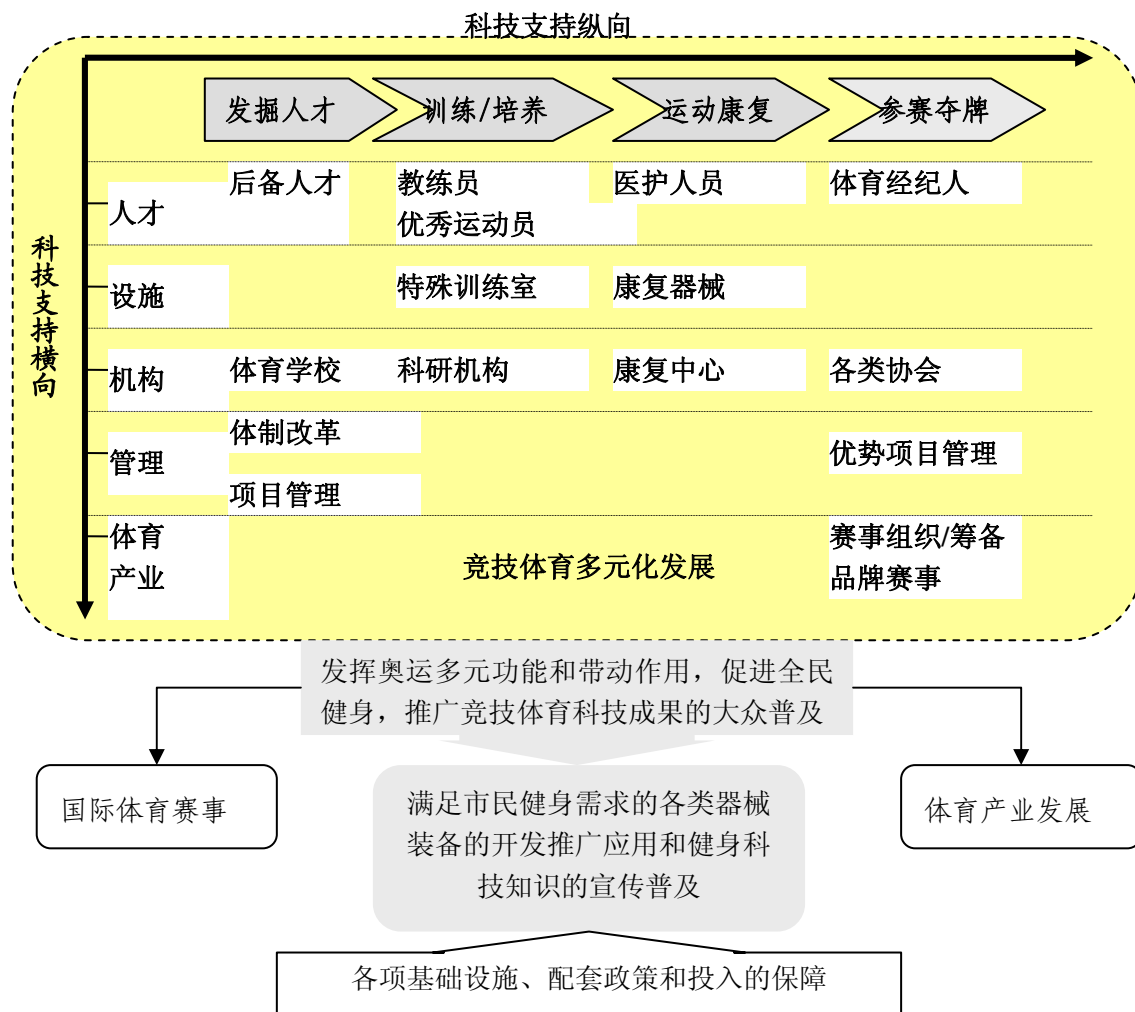 科技支持纵向
发掘人才 训练/培养 运动康复 参赛夺牌
科技支持横向
人才 后备人才 教练员 医护人员 体育经纪人
优秀运动员
设施 特殊训练室 康复器械
机构 体育学校 科研机构 康复中心 各类协会
管理 体制改革 优势项目管理
项目管理
体育 竞技体育多元化发展 赛事组织/筹备
产业 品牌赛事
发挥奥运多元功能和带动作用，促进全民
健身，推广竞技体育科技成果的大众普及
国际体育赛事
满足市民健身需求的各类器械
装备的开发推广应用和健身科
技知识的宣传普及
体育产业发展
各项基础设施、配套政策和投入的保障